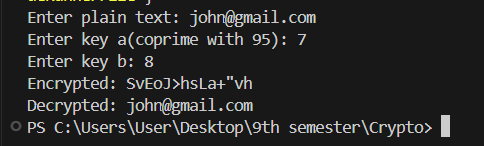 Enter plain text: john@gmail.com
Enter key a(coprime with 95): 7
Enter key b: 8
Encrypted: SvEoJ>hsLa+"vh
Decrypted: john@gmail.com
PS C:\Users\User\Desktop\9th semester\Crypto>